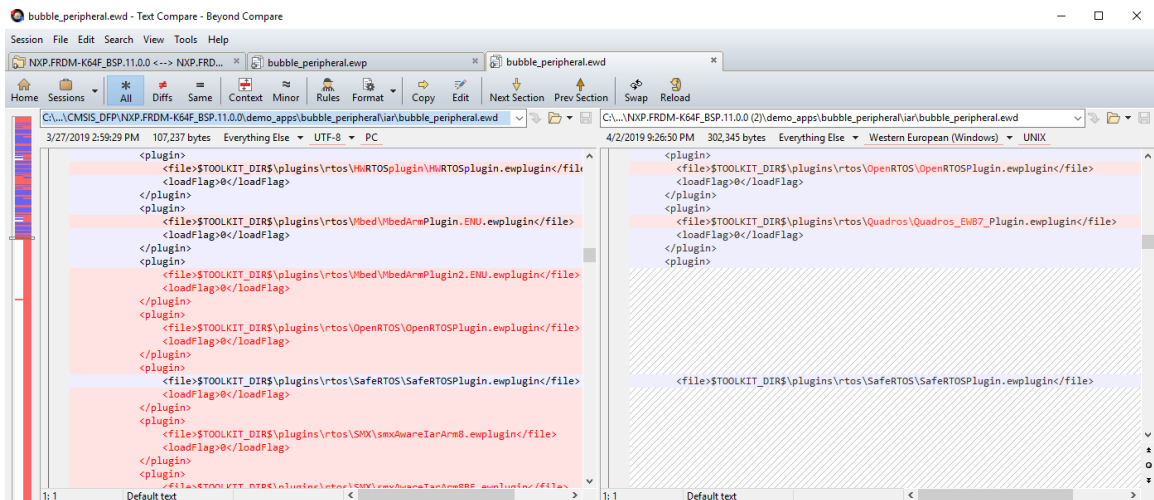 bubble_peripheral.ewd - Text Compare - Beyond Compare
Session File Edit Search View Tools Help
NXP.FRDM-K64F_BSP.11.0.0 <--> NXP.FRD... × bubble_peripheral.ewp × bubble_peripheral.ewd ×
* ≠ = ≈
Home Sessions All Diffs Same Context Minor Rules Format Copy Edit Next Section Prev Section Swap Reload
C:\...\CMSIS_DFP\NXP.FRDM-K64F_BSP.11.0.0\demo_apps\bubble_peripheral\iar\bubble_peripheral.ewd
3/27/2019 2:59:29 PM 107,237 bytes Everything Else UTF-8 PC
<plugin>
<file>$TOOLKIT_DIR$\plugins\rtos\HWRTOSplugin\HWRTOSplugin.ewplugin</file
<loadFlag>0</loadFlag>
</plugin>
<plugin>
<file>$TOOLKIT_DIR$\plugins\rtos\Mbed\MbedArmPlugin.ENU.ewplugin</file>
<loadFlag>0</loadFlag>
</plugin>
<plugin>
<file>$TOOLKIT_DIR$\plugins\rtos\Mbed\MbedArmPlugin2.ENU.ewplugin</file>
<loadFlag>0</loadFlag>
</plugin>
<plugin>
<file>$TOOLKIT_DIR$\plugins\rtos\OpenRTOS\OpenRTOSPlugin.ewplugin</file>
<loadFlag>0</loadFlag>
</plugin>
<plugin>
<file>$TOOLKIT_DIR$\plugins\rtos\SafeRTOS\SafeRTOSPlugin.ewplugin</file>
<loadFlag>0</loadFlag>
</plugin>
<plugin>
<file>$TOOLKIT_DIR$\plugins\rtos\SMX\smxAwareIarArm8.ewplugin</file>
<loadFlag>0</loadFlag>
</plugin>
<plugin>
<file>$TOOLKIT_DIR$\plugins\rtos\SMX\smxAwareIarArm8BE.ewplugin</file>
1: 1 Default text
C:\...\NXP.FRDM-K64F_BSP.11.0.0 (2)\demo_apps\bubble_peripheral\iar\bubble_peripheral.ewd
4/2/2019 9:26:50 PM 302,345 bytes Everything Else Western European (Windows) UNIX
<plugin>
<file>$TOOLKIT_DIR$\plugins\rtos\OpenRTOS\OpenRTOSPlugin.ewplugin</file>
<loadFlag>0</loadFlag>
</plugin>
<plugin>
<file>$TOOLKIT_DIR$\plugins\rtos\Quadros\Quadros_EWB7_Plugin.ewplugin</file>
<loadFlag>0</loadFlag>
</plugin>
<plugin>
<file>$TOOLKIT_DIR$\plugins\rtos\SafeRTOS\SafeRTOSPlugin.ewplugin</file>
1: 1 Default text